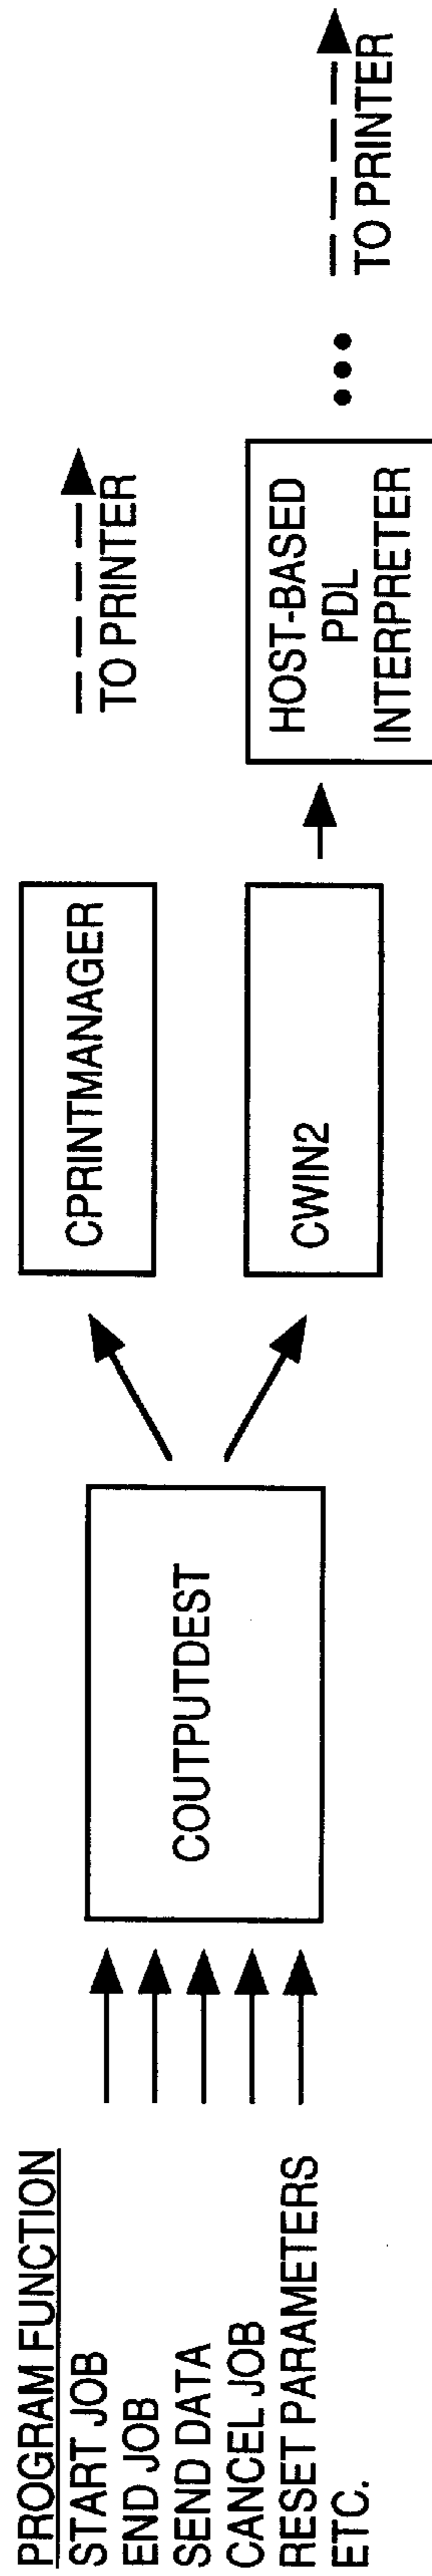 PROGRAM FUNCTION
START JOB
END JOB
SEND DATA
CANCEL JOB
RESET PARAMETERS
ETC.
COUTPUTDEST
CPRINTMANAGER
TO PRINTER
CWIN2
HOST-BASED
PDL
INTERPRETER
TO PRINTER